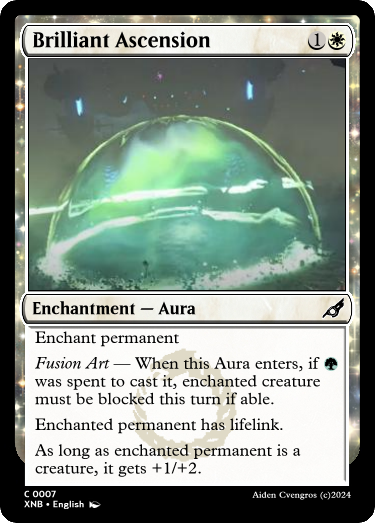 Brilliant Ascension 1
Enchantment — Aura
Enchant permanent
Fusion Art — When this Aura enters, if
was spent to cast it, enchanted creature
must be blocked this turn if able.
Enchanted permanent has lifelink.
As long as enchanted permanent is a
creature, it gets +1/+2.
C 0007
XNB • English
Aiden Cvengros (c)2024